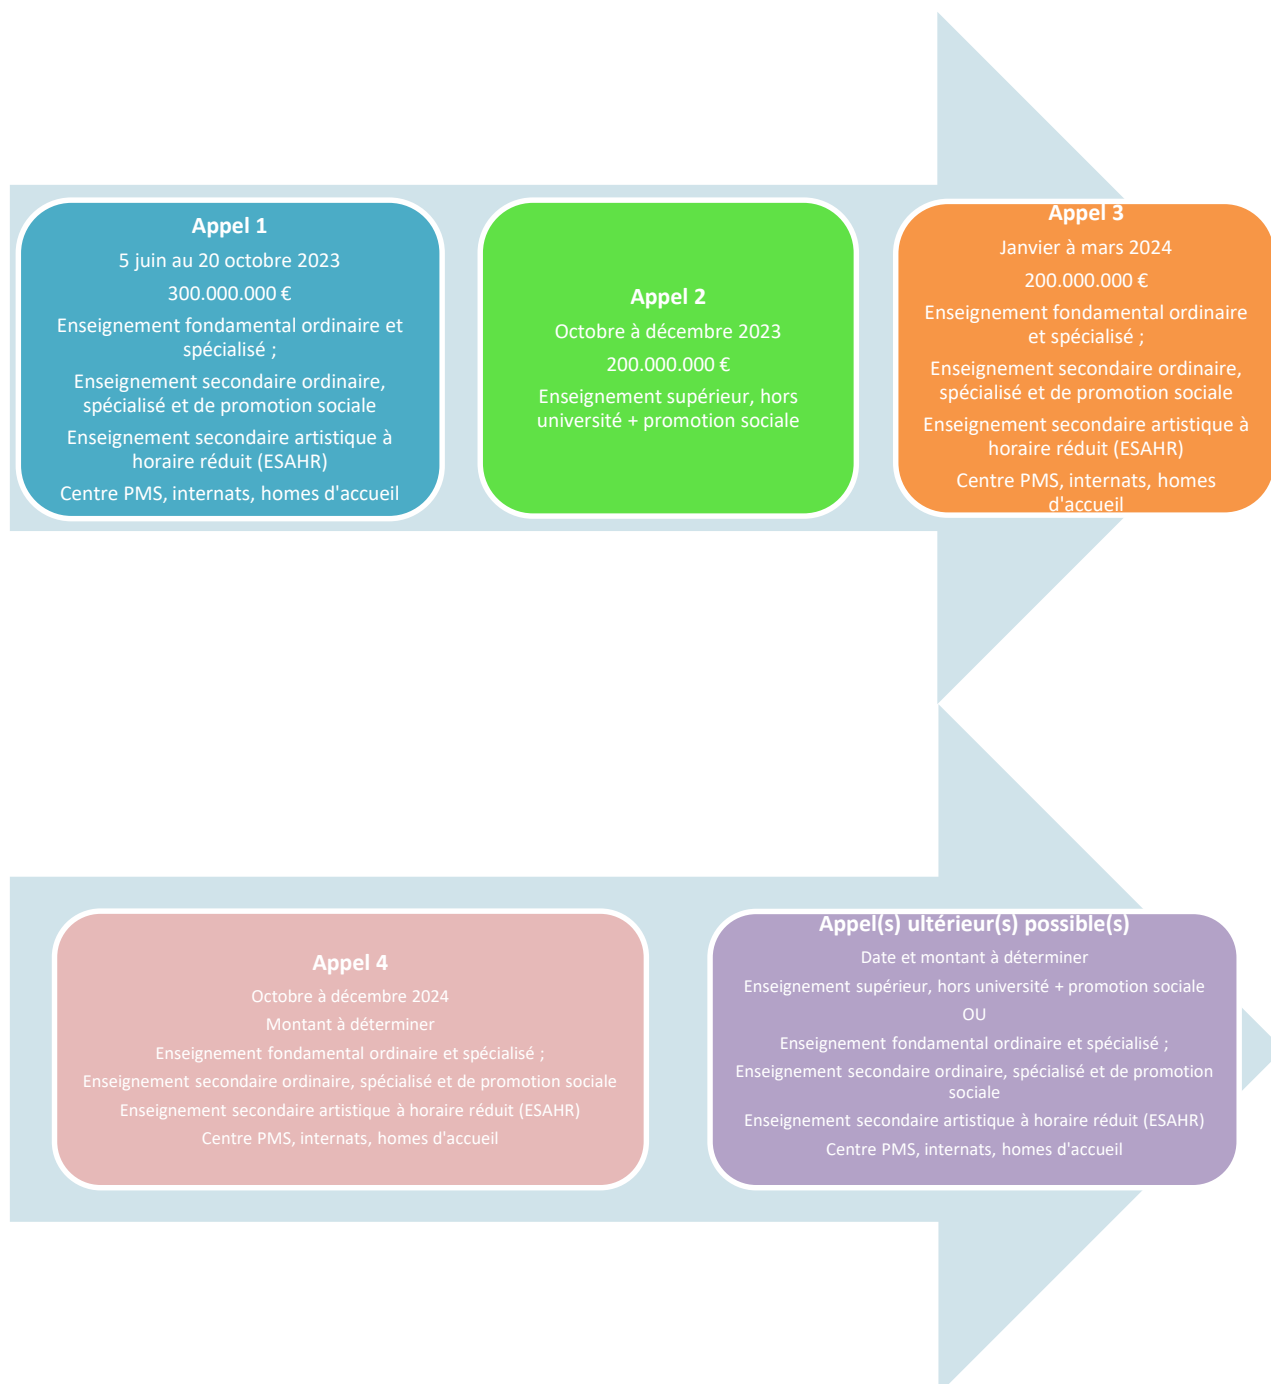 Appel 1
5 juin au 20 octobre 2023
300.000.000 €
Enseignement fondamental ordinaire et
spécialisé ;
Enseignement secondaire ordinaire,
spécialisé et de promotion sociale
Enseignement secondaire artistique à
horaire réduit (ESAHR)
Centre PMS, internats, homes d'accueil
Appel 2
Octobre à décembre 2023
200.000.000 €
Enseignement supérieur, hors
université + promotion sociale
Appel 3
Janvier à mars 2024
200.000.000 €
Enseignement fondamental ordinaire
et spécialisé ;
Enseignement secondaire ordinaire,
spécialisé et de promotion sociale
Enseignement secondaire artistique à
horaire réduit (ESAHR)
Centre PMS, internats, homes
d'accueil
Appel 4
Octobre à décembre 2024
Montant à déterminer
Enseignement fondamental ordinaire et spécialisé ;
Enseignement secondaire ordinaire, spécialisé et de promotion sociale
Enseignement secondaire artistique à horaire réduit (ESAHR)
Centre PMS, internats, homes d'accueil
Appel(s) ultérieur(s) possible(s)
Date et montant à déterminer
Enseignement supérieur, hors université + promotion sociale
OU
Enseignement fondamental ordinaire et spécialisé ;
Enseignement secondaire ordinaire, spécialisé et de promotion
sociale
Enseignement secondaire artistique à horaire réduit (ESAHR)
Centre PMS, internats, homes d'accueil